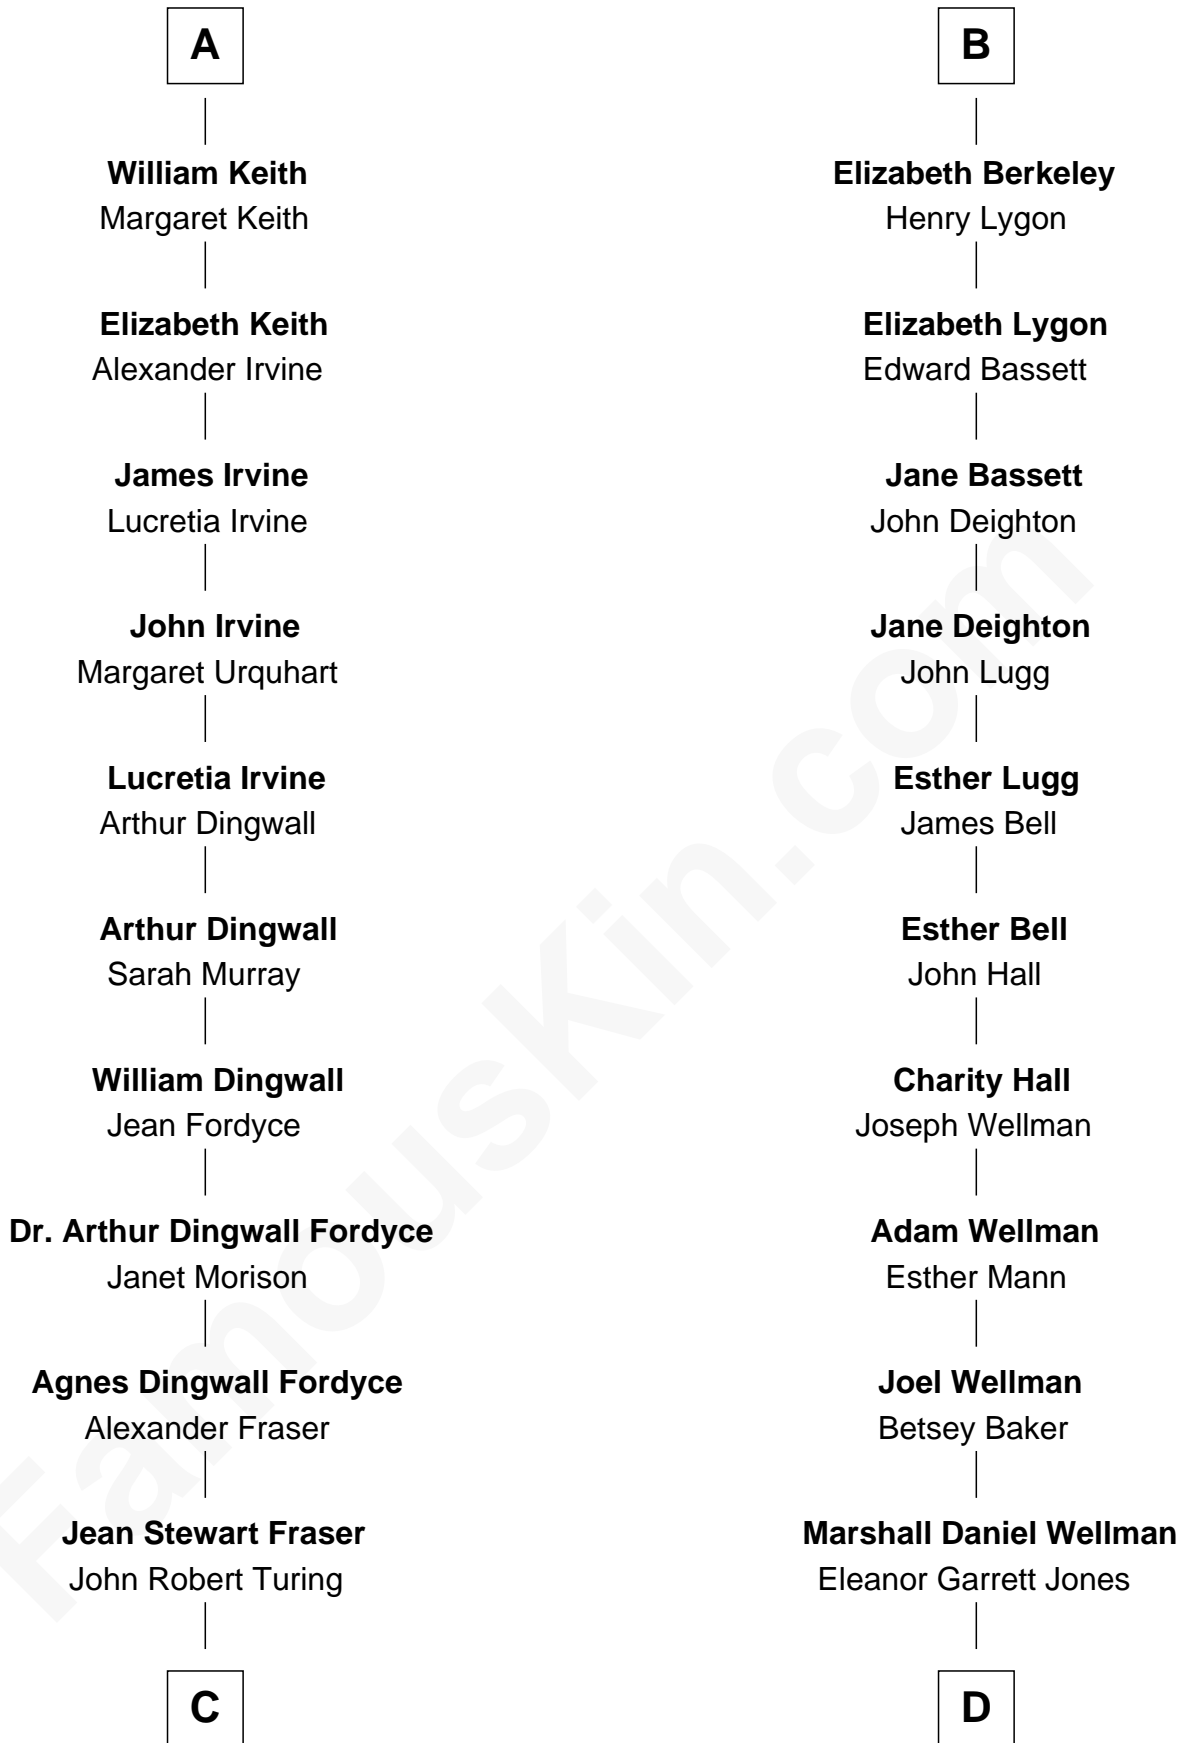 A
William Keith
Margaret Keith
Elizabeth Keith
Alexander Irvine
James Irvine
Lucretia Irvine
John Irvine
Margaret Urquhart
Lucretia Irvine
Arthur Dingwall
Arthur Dingwall
Sarah Murray
William Dingwall
Jean Fordyce
Dr. Arthur Dingwall Fordyce
Janet Morison
Agnes Dingwall Fordyce
Alexander Fraser
Jean Stewart Fraser
John Robert Turing
C
B
Elizabeth Berkeley
Henry Lygon
Elizabeth Lygon
Edward Bassett
Jane Bassett
John Deighton
Jane Deighton
John Lugg
Esther Lugg
James Bell
Esther Bell
John Hall
Charity Hall
Joseph Wellman
Adam Wellman
Esther Mann
Joel Wellman
Betsey Baker
Marshall Daniel Wellman
Eleanor Garrett Jones
D
FamousKin.com